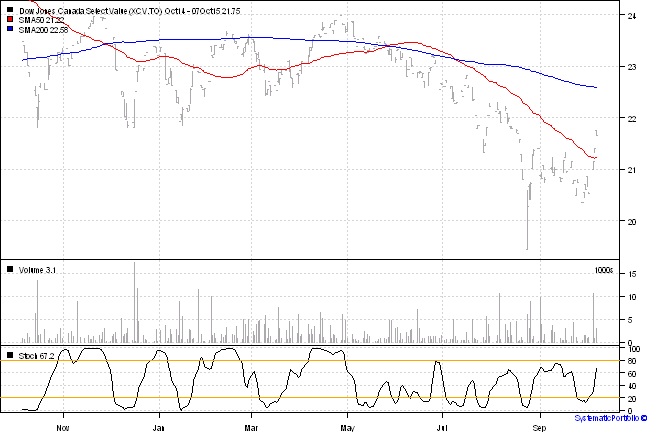 Dow Jones Canada Select Value (XCV.TO) Oct14 - 07Oct15 21.75
SMA50 21.22
SMA200 22.58
24
23
22
21
20
Volume 3.1
1000s
15
10
5
0
Stoch 67.2
100
80
60
40
20
0
Nov Jan Mar May Jul Sep
SystematicPortfolio ©